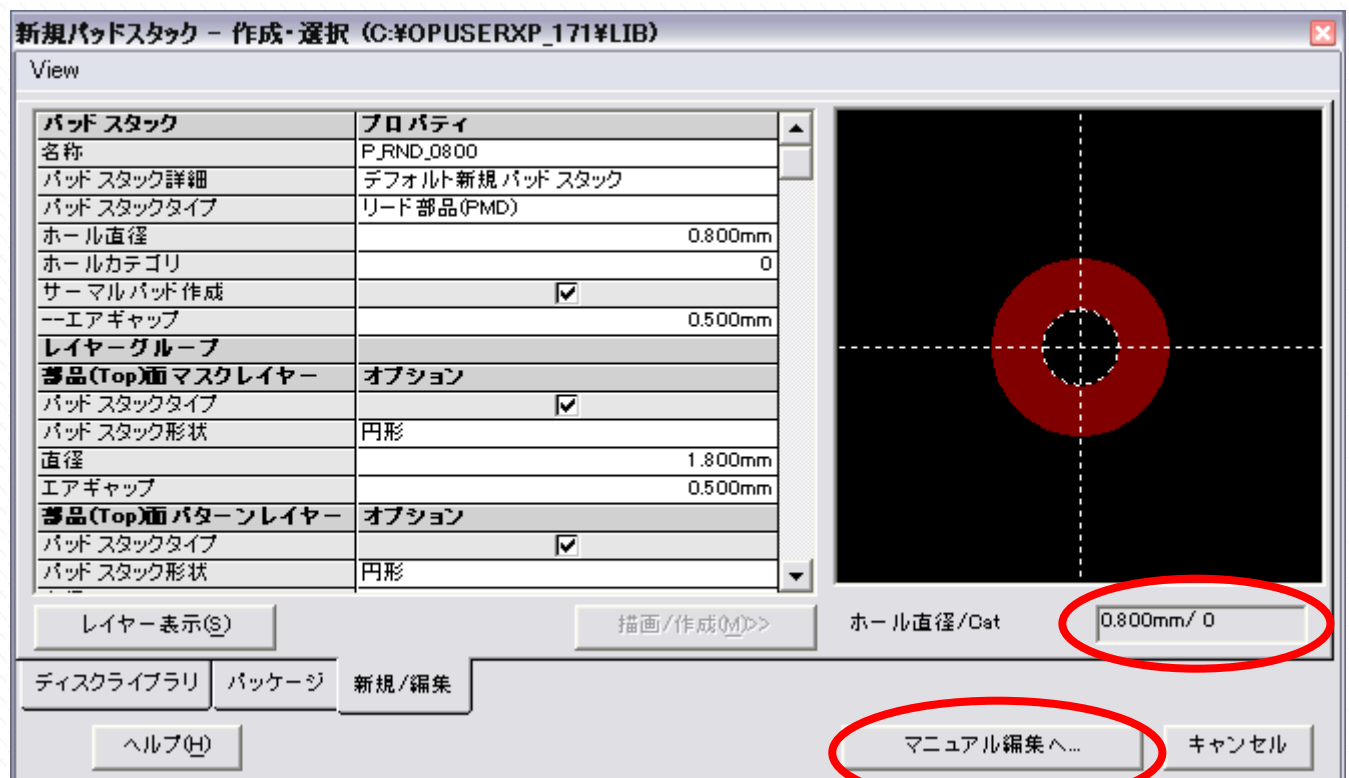 新規パッドスタック - 作成・選択 (C:¥OPUSERXP_171¥LIB)
View
パッド スタック プロパティ
名称 P_RND_0800
パッド スタック詳細 デフォルト新規 パッド スタック
パッド スタックタイプ リード部品(PMD)
ホール直径 0.800mm
ホールカテゴリ 0
サーマルパッド作成
--エアギャップ 0.500mm
レイヤーグループ
部品(Top)面マスクレイヤー オプション
パッド スタックタイプ
パッド スタック形状 円形
直径 1.800mm
エアギャップ 0.500mm
部品(Top)面パターンレイヤー オプション
パッド スタックタイプ
パッド スタック形状 円形
レイヤー表示(S) 描画/作成(M)>> ホール直径/Cat 0.800mm/ 0
ディスクライブラリ パッケージ 新規/編集
ヘルプ(H) マニュアル編集へ... キャンセル